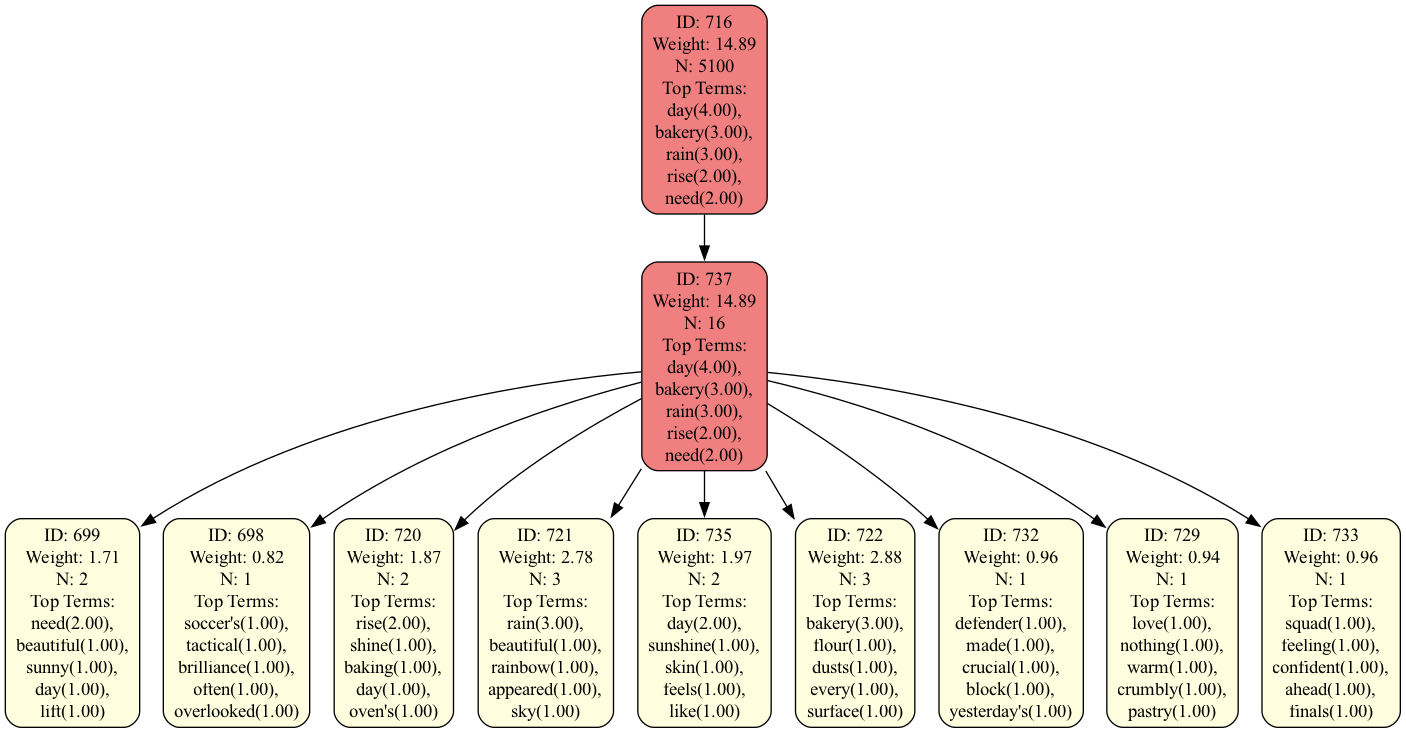 ID: 716
Weight: 14.89
N: 5100
Top Terms:
day(4.00),
bakery(3.00),
rain(3.00),
rise(2.00),
need(2.00)
ID: 737
Weight: 14.89
N: 16
Top Terms:
day(4.00),
bakery(3.00),
rain(3.00),
rise(2.00),
need(2.00)
ID: 699
Weight: 1.71
N: 2
Top Terms:
need(2.00),
beautiful(1.00),
sunny(1.00),
day(1.00),
lift(1.00)
ID: 698
Weight: 0.82
N: 1
Top Terms:
soccer's(1.00),
tactical(1.00),
brilliance(1.00),
often(1.00),
overlooked(1.00)
ID: 720
Weight: 1.87
N: 2
Top Terms:
rise(2.00),
shine(1.00),
baking(1.00),
day(1.00),
oven's(1.00)
ID: 721
Weight: 2.78
N: 3
Top Terms:
rain(3.00),
beautiful(1.00),
rainbow(1.00),
appeared(1.00),
sky(1.00)
ID: 735
Weight: 1.97
N: 2
Top Terms:
day(2.00),
sunshine(1.00),
skin(1.00),
feels(1.00),
like(1.00)
ID: 722
Weight: 2.88
N: 3
Top Terms:
bakery(3.00),
flour(1.00),
dusts(1.00),
every(1.00),
surface(1.00)
ID: 732
Weight: 0.96
N: 1
Top Terms:
defender(1.00),
made(1.00),
crucial(1.00),
block(1.00),
yesterday's(1.00)
ID: 729
Weight: 0.94
N: 1
Top Terms:
love(1.00),
nothing(1.00),
warm(1.00),
crumbly(1.00),
pastry(1.00)
ID: 733
Weight: 0.96
N: 1
Top Terms:
squad(1.00),
feeling(1.00),
confident(1.00),
ahead(1.00),
finals(1.00)